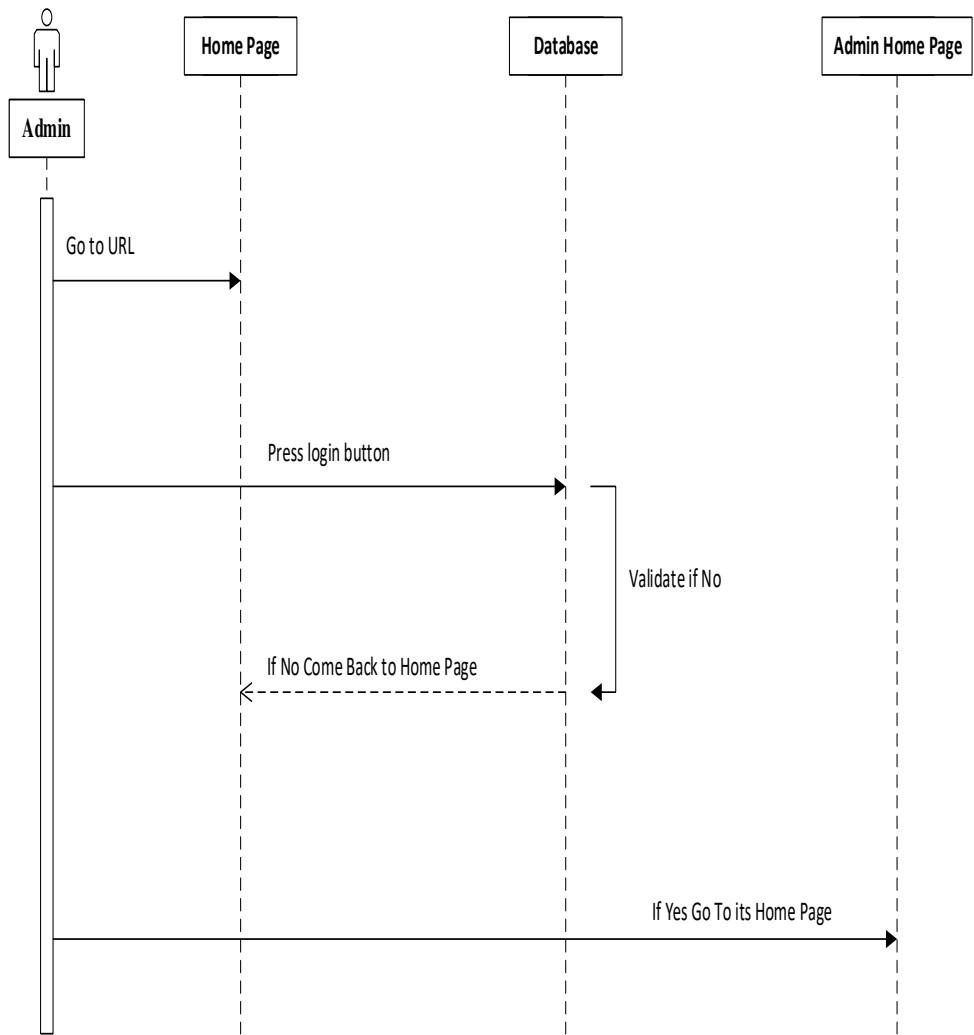 Home Page
Database
Admin Home Page
Admin
Go to URL
Press login button
Validate if No
If No Come Back to Home Page
If Yes Go To its Home Page